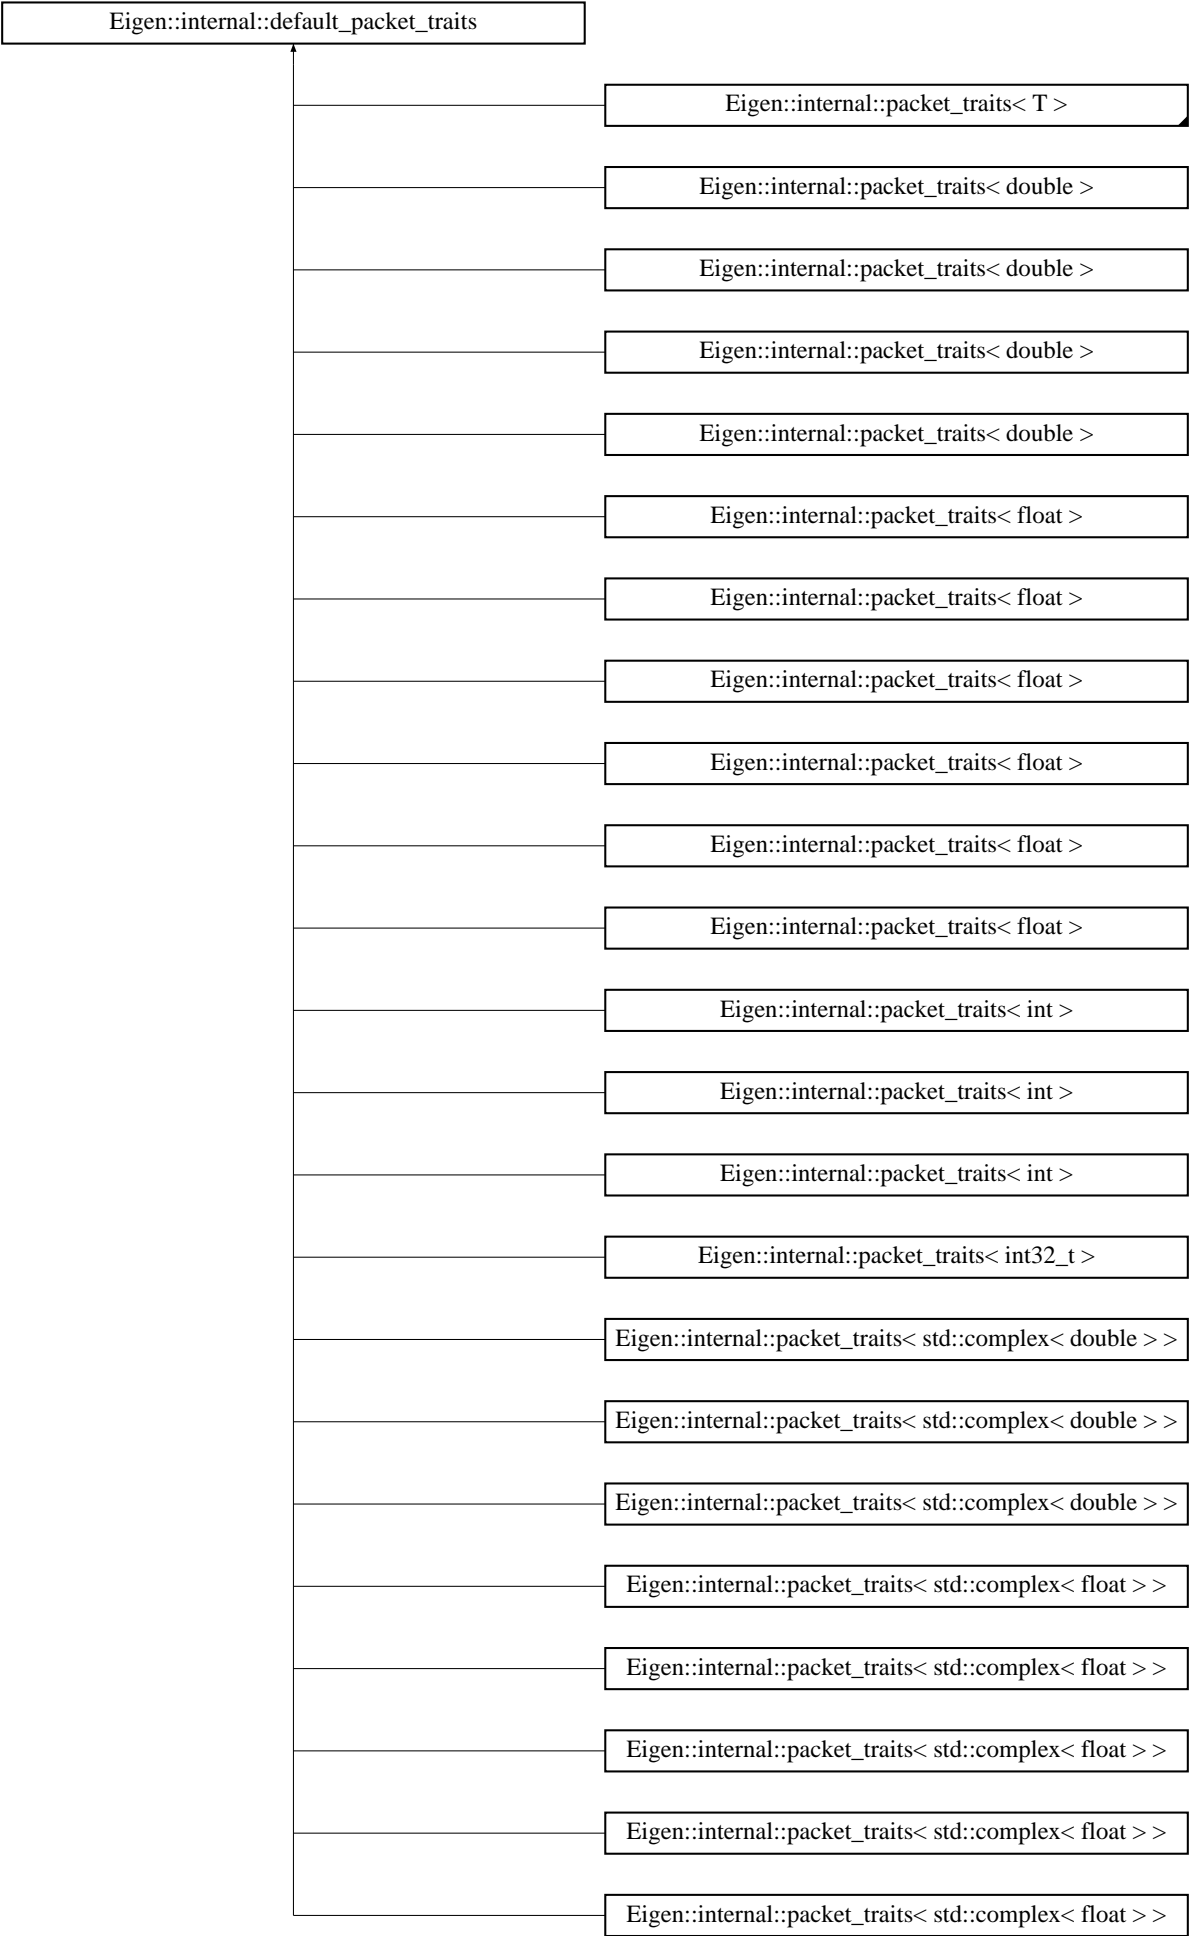 Eigen::internal::default_packet_traits
Eigen::internal::packet_traits< T >
Eigen::internal::packet_traits< double >
Eigen::internal::packet_traits< double >
Eigen::internal::packet_traits< double >
Eigen::internal::packet_traits< double >
Eigen::internal::packet_traits< float >
Eigen::internal::packet_traits< float >
Eigen::internal::packet_traits< float >
Eigen::internal::packet_traits< float >
Eigen::internal::packet_traits< float >
Eigen::internal::packet_traits< float >
Eigen::internal::packet_traits< int >
Eigen::internal::packet_traits< int >
Eigen::internal::packet_traits< int >
Eigen::internal::packet_traits< int32_t >
Eigen::internal::packet_traits< std::complex< double > >
Eigen::internal::packet_traits< std::complex< double > >
Eigen::internal::packet_traits< std::complex< double > >
Eigen::internal::packet_traits< std::complex< float > >
Eigen::internal::packet_traits< std::complex< float > >
Eigen::internal::packet_traits< std::complex< float > >
Eigen::internal::packet_traits< std::complex< float > >
Eigen::internal::packet_traits< std::complex< float > >